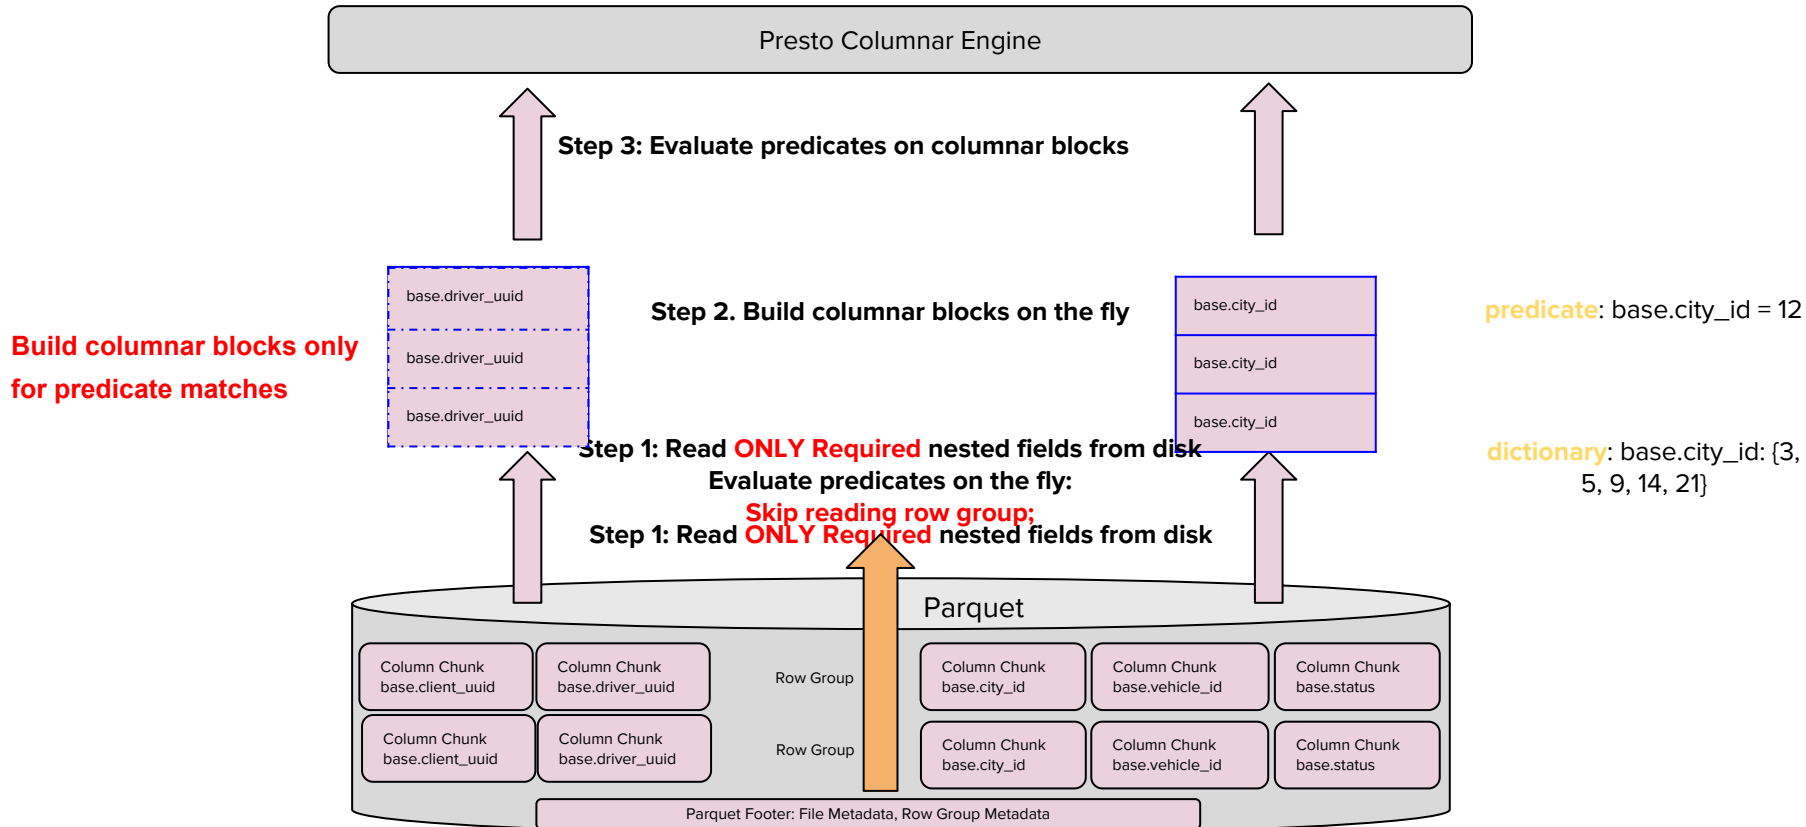 Presto Columnar Engine
Step 3: Evaluate predicates on columnar blocks
base.driver_uuid
base.driver_uuid
base.driver_uuid
Build columnar blocks only
for predicate matches
Step 2. Build columnar blocks on the fly
base.city_id
base.city_id
base.city_id
predicate: base.city_id = 12
dictionary: base.city_id: {3,
5, 9, 14, 21}
Step 1: Read ONLY Required nested fields from disk
Evaluate predicates on the fly:
Skip reading row group;
Step 1: Read ONLY Required nested fields from disk
Parquet
Column Chunk
base.client_uuid
Column Chunk
base.driver_uuid
Row Group
Column Chunk
base.city_id
Column Chunk
base.vehicle_id
Column Chunk
base.status
Column Chunk
base.client_uuid
Column Chunk
base.driver_uuid
Row Group
Column Chunk
base.city_id
Column Chunk
base.vehicle_id
Column Chunk
base.status
Parquet Footer: File Metadata, Row Group Metadata